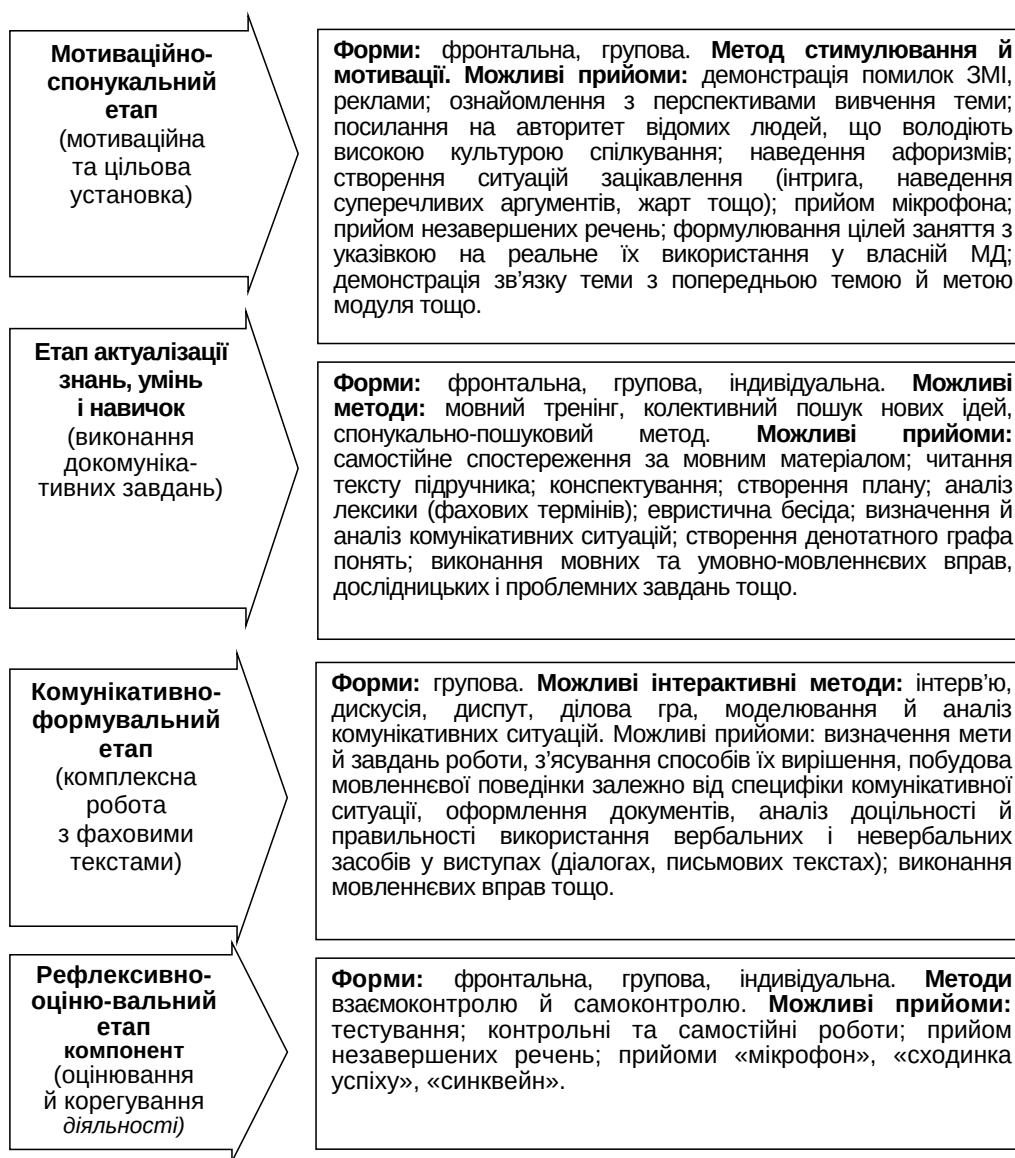 Мотиваційно-
спонукальний
етап
(мотиваційна
та цільова
установка)
Форми: фронтальна, групова. Метод стимулювання й
мотивації. Можливі прийоми: демонстрація помилок ЗМІ,
реклами; ознайомлення з перспективами вивчення теми;
посилання на авторитет відомих людей, що володіють
високою культурою спілкування; наведення афоризмів;
створення ситуацій зацікавлення (інтрига, наведення
суперечливих аргументів, жарт тощо); прийом мікрофона;
прийом незавершених речень; формулювання цілей заняття з
указівкою на реальне їх використання у власній МД;
демонстрація зв’язку теми з попередньою темою й метою
модуля тощо.
Етап актуалізації
знань, умінь
і навичок
(виконання
докомуніка-
тивних завдань)
Форми: фронтальна, групова, індивідуальна. Можливі
методи: мовний тренінг, колективний пошук нових ідей,
спонукально-пошуковий метод. Можливі прийоми:
самостійне спостереження за мовним матеріалом; читання
тексту підручника; конспектування; створення плану; аналіз
лексики (фахових термінів); евристична бесіда; визначення й
аналіз комунікативних ситуацій; створення денотатного графа
понять; виконання мовних та умовно-мовленнєвих вправ,
дослідницьких і проблемних завдань тощо.
Комунікативно-
формувальний
етап
(комплексна
робота
з фаховими
текстами)
Форми: групова. Можливі інтерактивні методи: інтерв’ю,
дискусія, диспут, ділова гра, моделювання й аналіз
комунікативних ситуацій. Можливі прийоми: визначення мети
й завдань роботи, з’ясування способів їх вирішення, побудова
мовленнєвої поведінки залежно від специфіки комунікативної
ситуації, оформлення документів, аналіз доцільності й
правильності використання вербальних і невербальних
засобів у виступах (діалогах, письмових текстах); виконання
мовленнєвих вправ тощо.
Рефлексивно-
оціню-вальний
етап
компонент
(оцінювання
й корегування
діяльності)
Форми: фронтальна, групова, індивідуальна. Методи
взаємоконтролю й самоконтролю. Можливі прийоми:
тестування; контрольні та самостійні роботи; прийом
незавершених речень; прийоми «мікрофон», «сходинка
успіху», «синквейн».